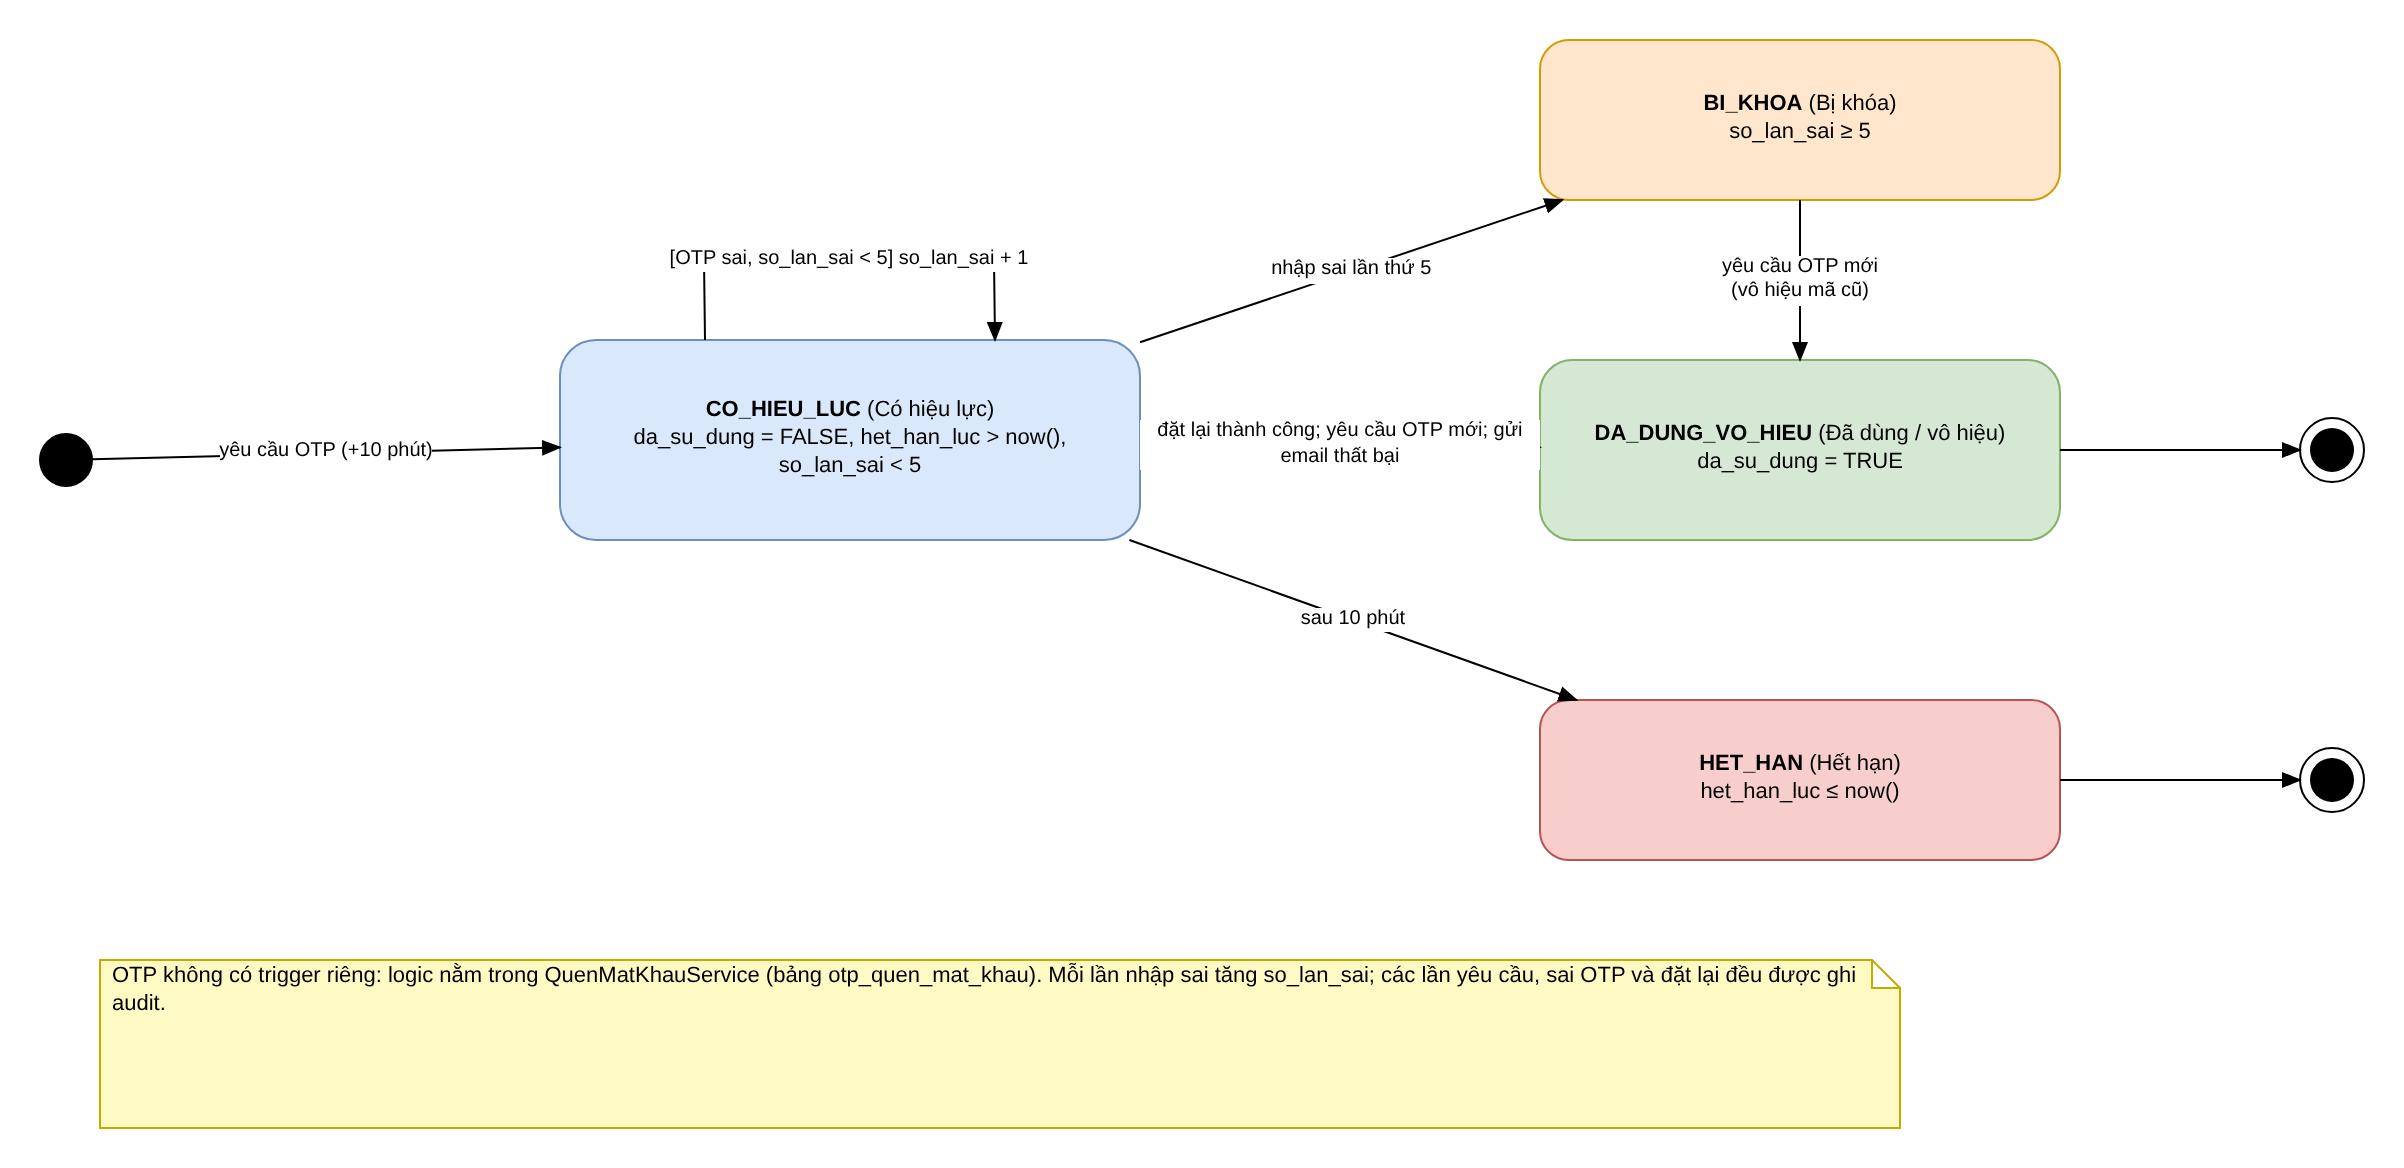 BI_KHOA (Bị khóa)
so_lan_sai ≥ 5
[OTP sai, so_lan_sai < 5] so_lan_sai + 1
nhập sai lần thứ 5
yêu cầu OTP mới
(vô hiệu mã cũ)
yêu cầu OTP (+10 phút)
CO_HIEU_LUC (Có hiệu lực)
da_su_dung = FALSE, het_han_luc > now(),
so_lan_sai < 5
đặt lại thành công; yêu cầu OTP mới; gửi
email thất bại
DA_DUNG_VO_HIEU (Đã dùng / vô hiệu)
da_su_dung = TRUE
sau 10 phút
HET_HAN (Hết hạn)
het_han_luc ≤ now()
OTP không có trigger riêng: logic nằm trong QuenMatKhauService (bảng otp_quen_mat_khau). Mỗi lần nhập sai tăng so_lan_sai; các lần yêu cầu, sai OTP và đặt lại đều được ghi
audit.